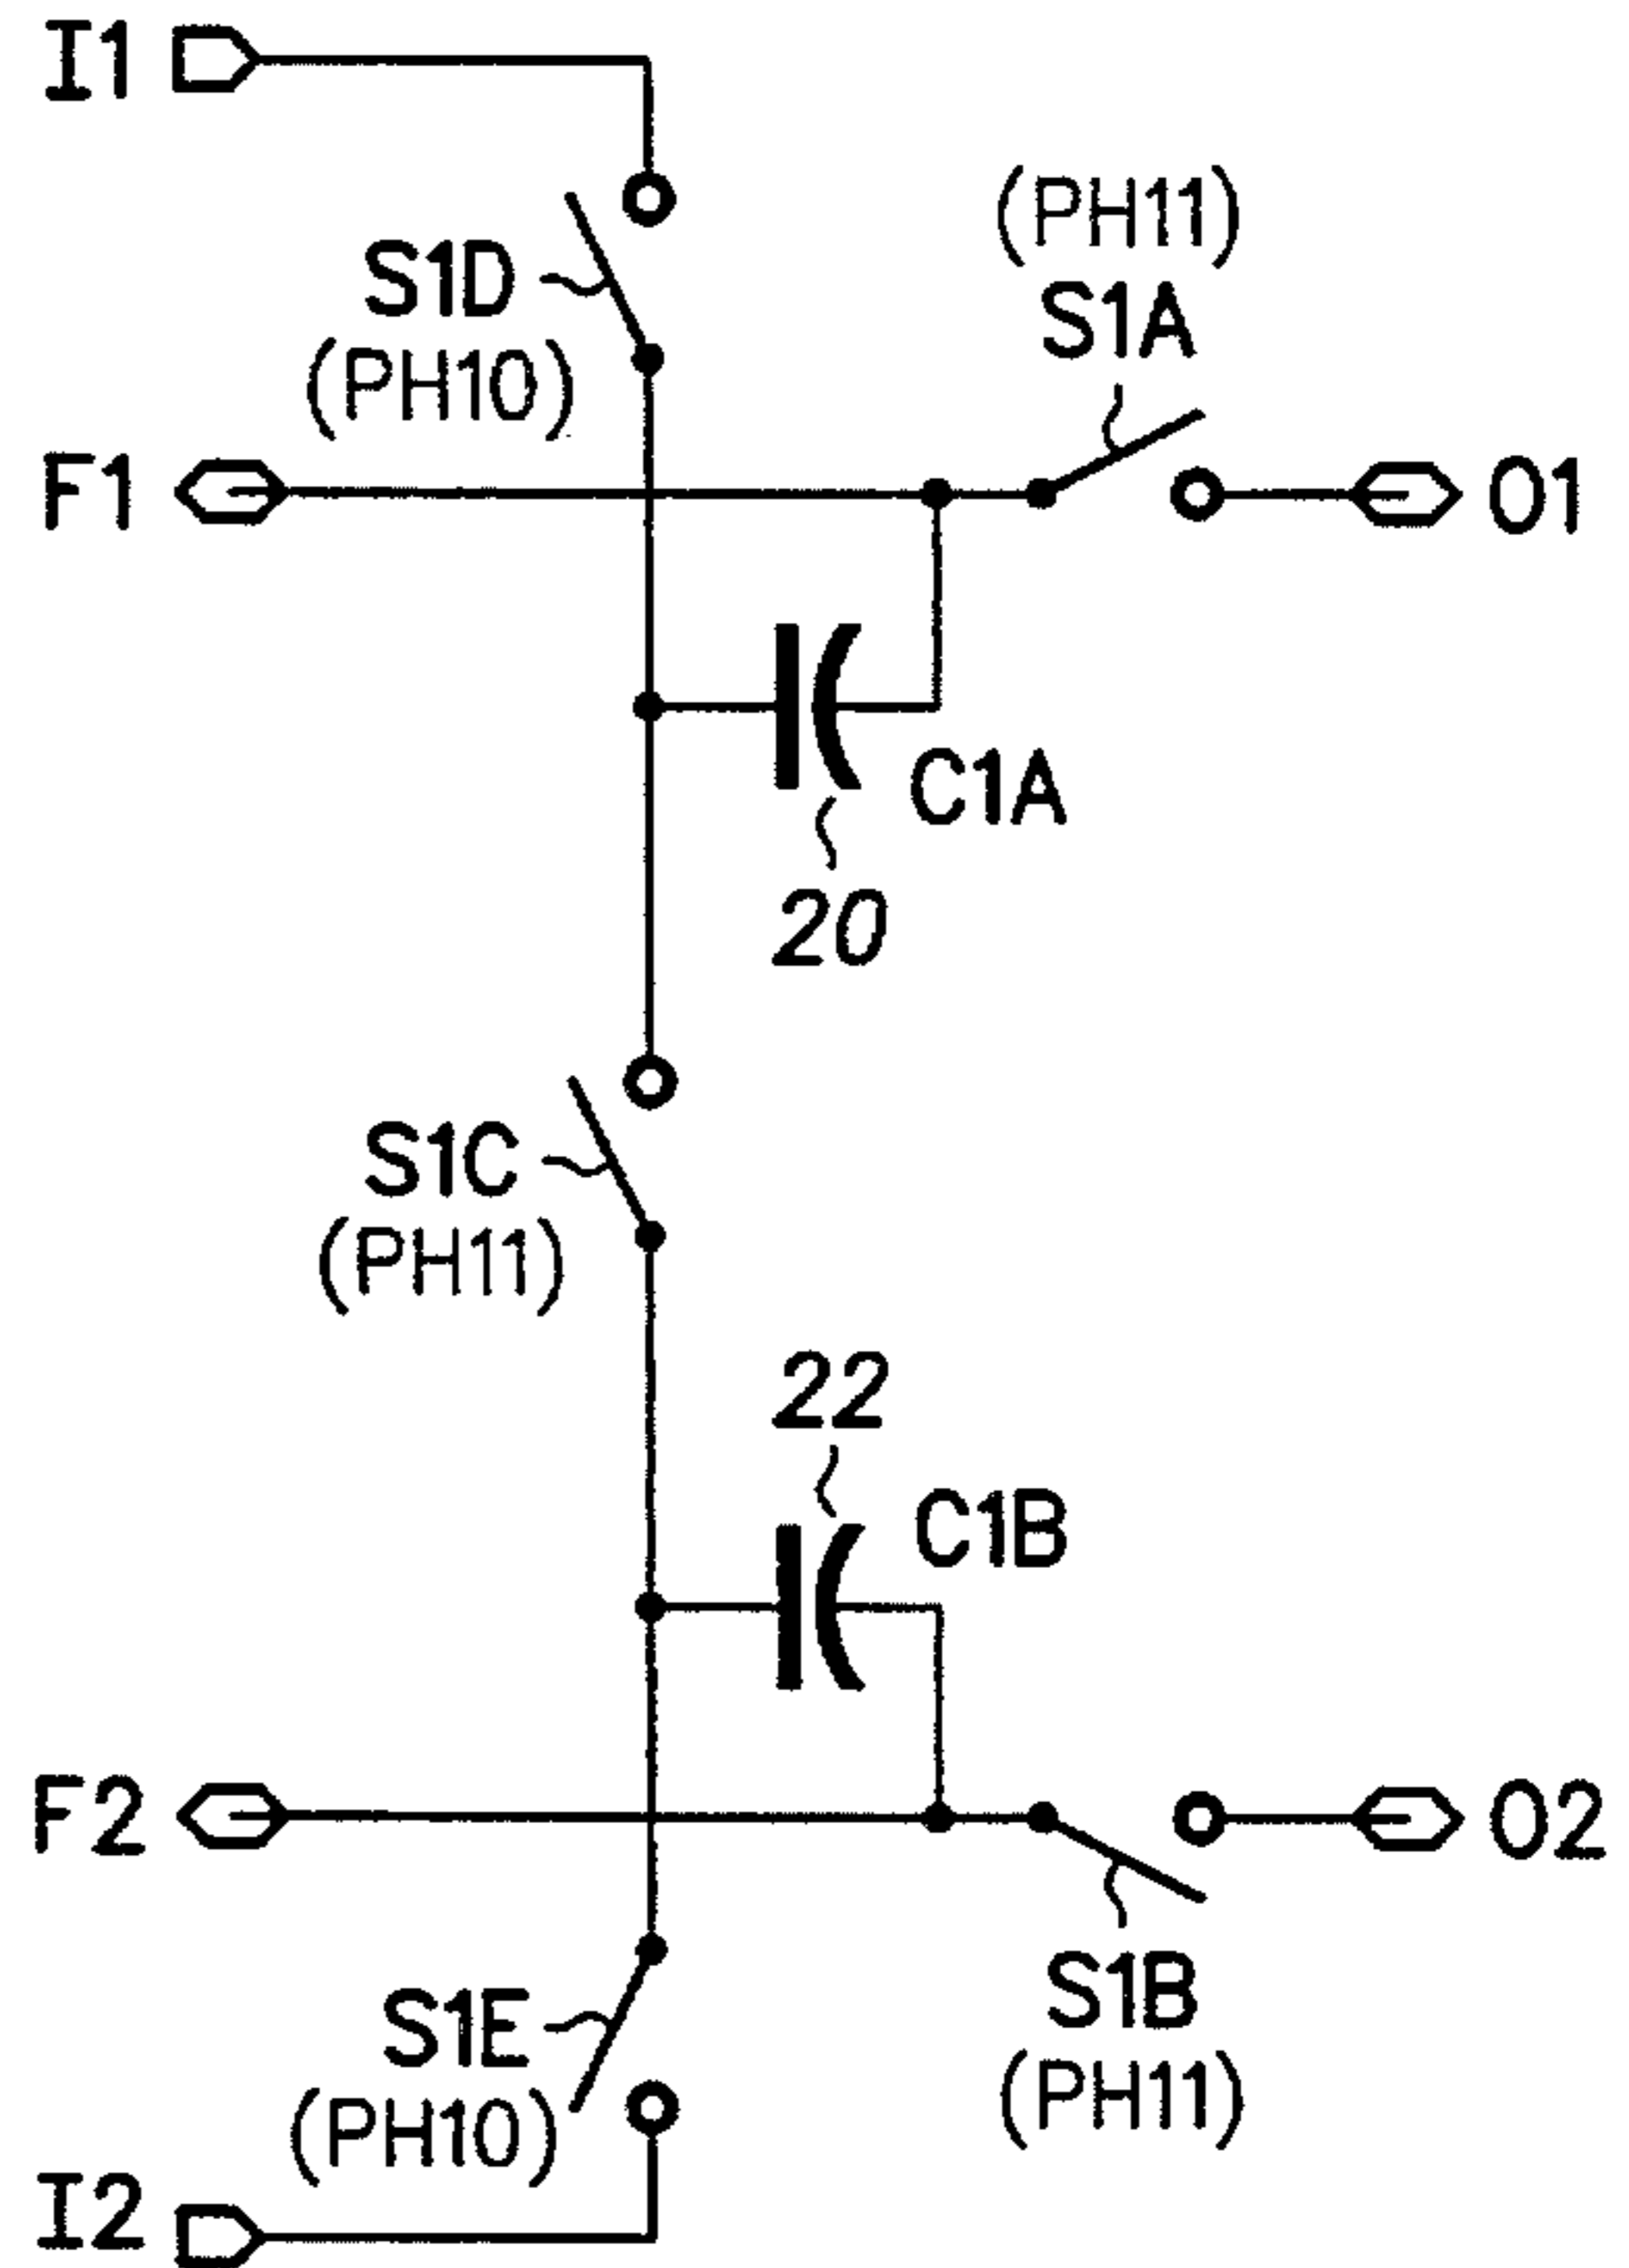 I1
(PH11)
S1A
S1D
(PH10)
F1
O1
C1A
20
S1C
(PH11)
22
C1B
F2
O2
S1B
(PH11)
S1E
(PH10)
I2